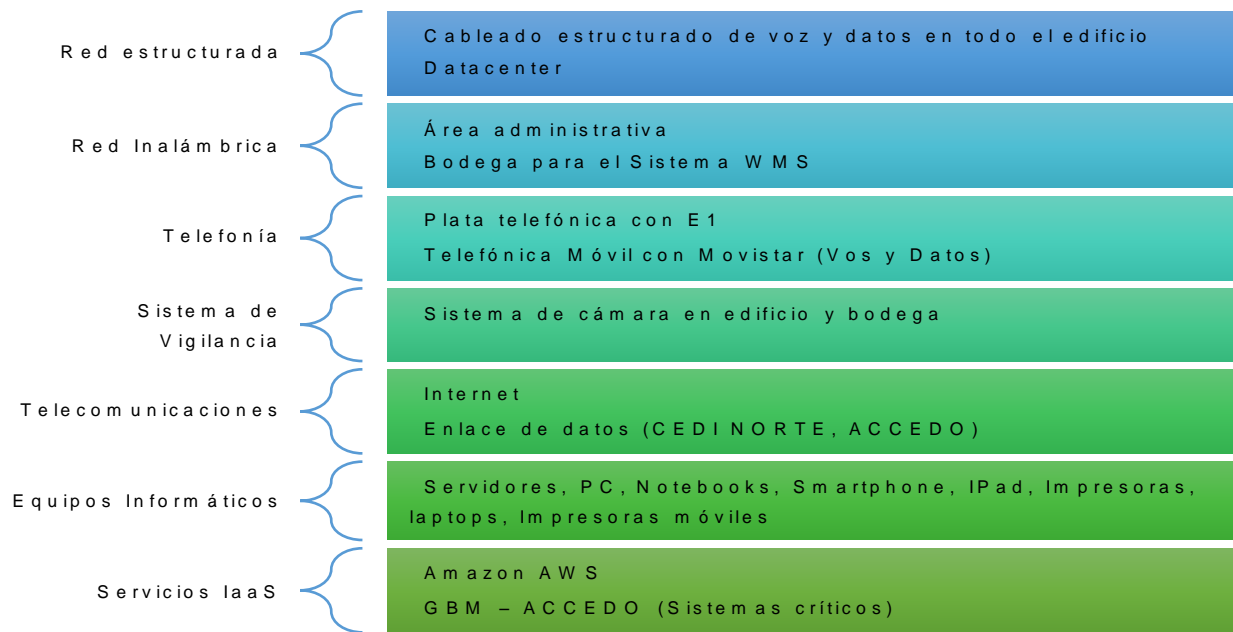 Red estructurada
Cableado estructurado de voz y datos en todo el edificio
Datacenter
Red Inalámbrica
Área administrativa
Bodega para el Sistema WMS
Telefonía
Plata telefónica con E1
Telefónica Móvil con Movistar (Vos y Datos)
Sistema de
Vigilancia
Sistema de cámara en edificio y bodega
Telecomunicaciones
Internet
Enlace de datos (CEDI NORTE, ACCEDO)
Equipos Informáticos
Servidores, PC, Notebooks, Smartphone, IPad, Impresoras,
laptops, Impresoras móviles
Servicios IaaS
Amazon AWS
GBM – ACCEDO (Sistemas críticos)